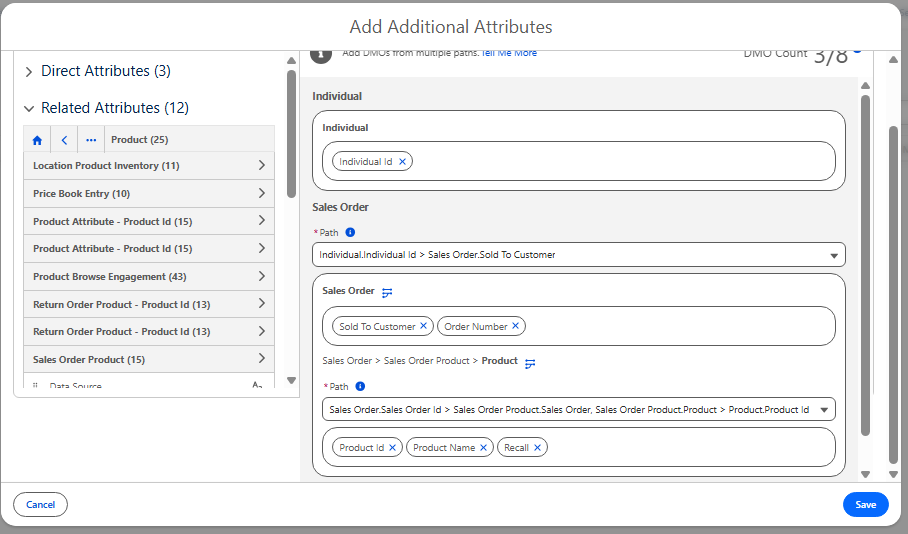 Add Additional Attributes
Direct Attributes (3)
Related Attributes (12)
Product (25)
Location Product Inventory (11)
Price Book Entry (10)
Product Attribute - Product Id (15)
Product Attribute - Product Id (15)
Product Browse Engagement (43)
Return Order Product - Product Id (13)
Return Order Product - Product Id (13)
Sales Order Product (15)
Data Source
Add DMOs from multiple paths. Tell Me More
DMO Count 3/8
Individual
Individual
Individual Id
Sales Order
* Path
Individual.Individual Id > Sales Order.Sold To Customer
Sales Order
Sold To Customer Order Number
Sales Order > Sales Order Product > Product
* Path
Sales Order.Sales Order Id > Sales Order Product.Sales Order, Sales Order Product.Product > Product.Product Id
Product Id Product Name Recall
Cancel
Save